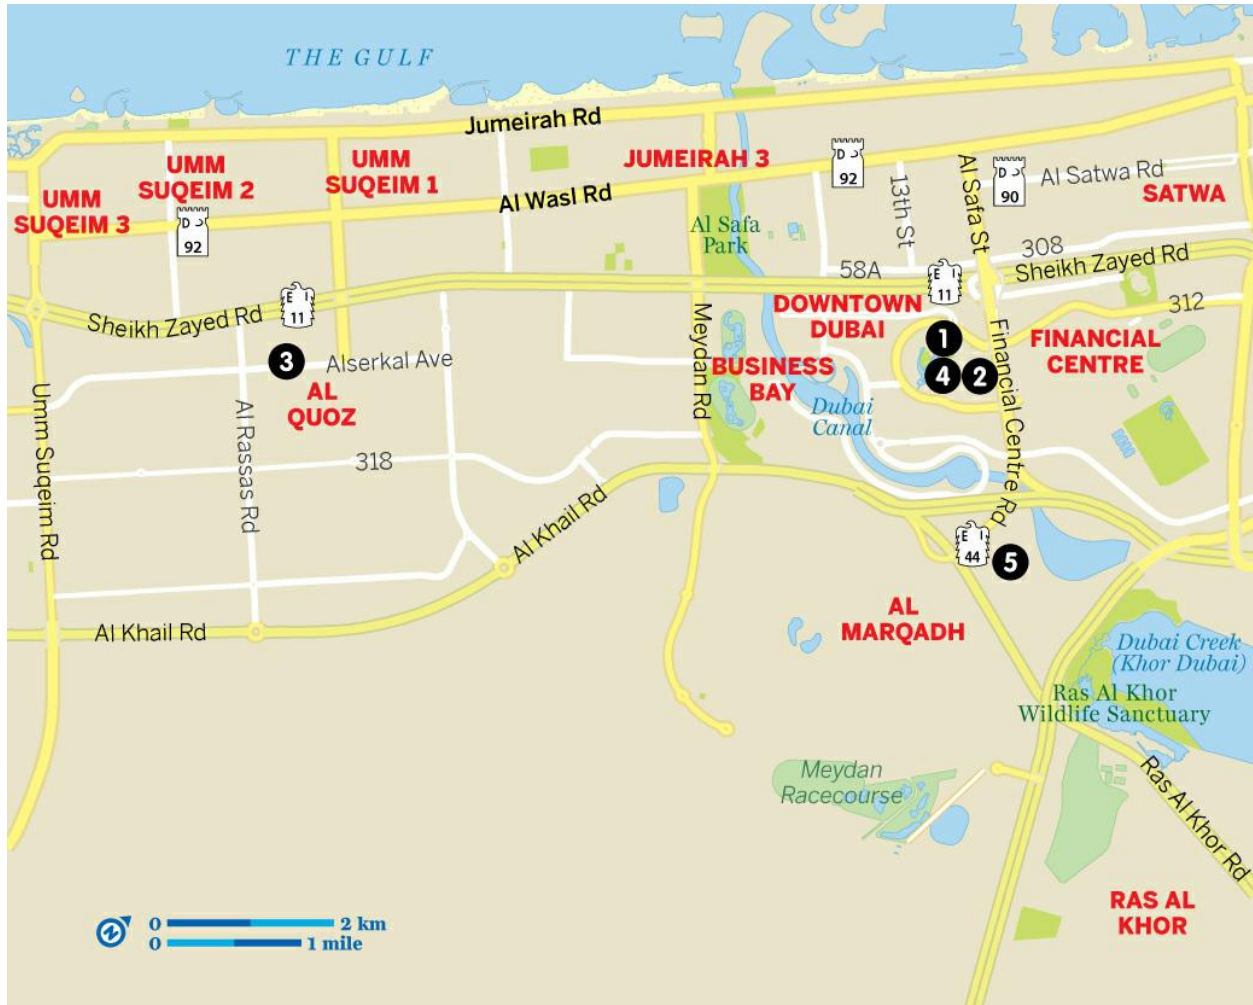 THE GULF
Jumeirah Rd
UMM
SUQEIM 2
UMM
SUQEIM 1
JUMEIRAH 3
D
92
Al Safa St
D
90
Al Satwa Rd
SATWA
UMM
SUQEIM 3
D
92
Al Wasl Rd
13th St
Al Safa
Park
308
Sheikh Zayed Rd
58A
E 11
Sheikh Zayed Rd
E 11
DOWNTOWN
DUBAI
312
1
FINANCIAL
CENTRE
3
Alserkal Ave
Meydan Rd
BUSINESS
BAY
4
2
Financial Centre Rd
AL
QUOZ
Dubai
Canal
Umm Suqeim Rd
Al Rassas Rd
318
Al Khail Rd
E 44
5
Al Khail Rd
AL
MARQADH
Dubai Creek
(Khor Dubai)
Ras Al Khor
Wildlife Sanctuary
Meydan
Racecourse
Ras Al Khor Rd
RAS AL
KHOR
N
0 2 km
0 1 mile